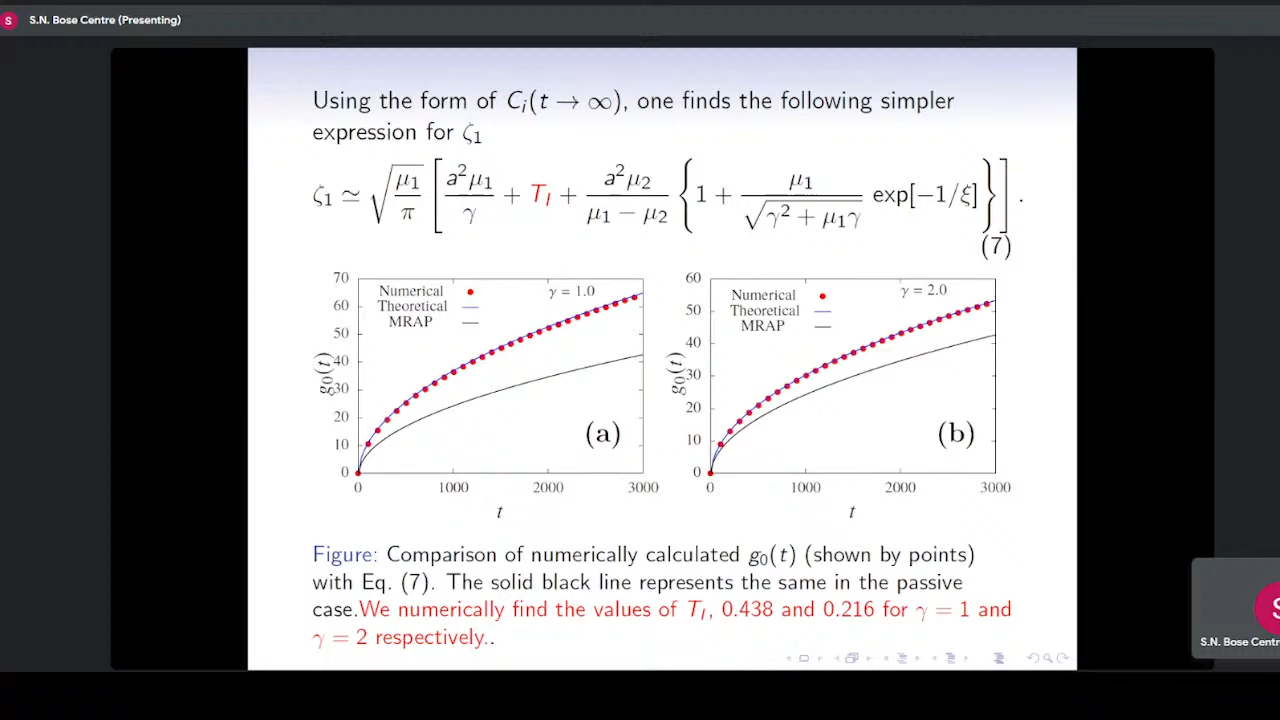 S
S.N. Bose Centre (Presenting)
Using the form of Cᵢ(t → ∞), one finds the following simpler
expression for ζ₁
ζ₁ ≃ √(μ₁/π) [ a²μ₁/γ + T_I + a²μ₂/(μ₁ − μ₂) { 1 + μ₁/√(γ² + μ₁γ) exp[−1/ξ] } ] .
(7)
Numerical
Theoretical
MRAP
γ = 1.0
(a)
g₀(t)
70
60
50
40
30
20
10
0
0 1000 2000 3000
t
Numerical
Theoretical
MRAP
γ = 2.0
(b)
g₀(t)
60
50
40
30
20
10
0
0 1000 2000 3000
t
Figure: Comparison of numerically calculated g₀(t) (shown by points)
with Eq. (7). The solid black line represents the same in the passive
case.We numerically find the values of T_I, 0.438 and 0.216 for γ = 1 and
γ = 2 respectively..
S
S.N. Bose Centr